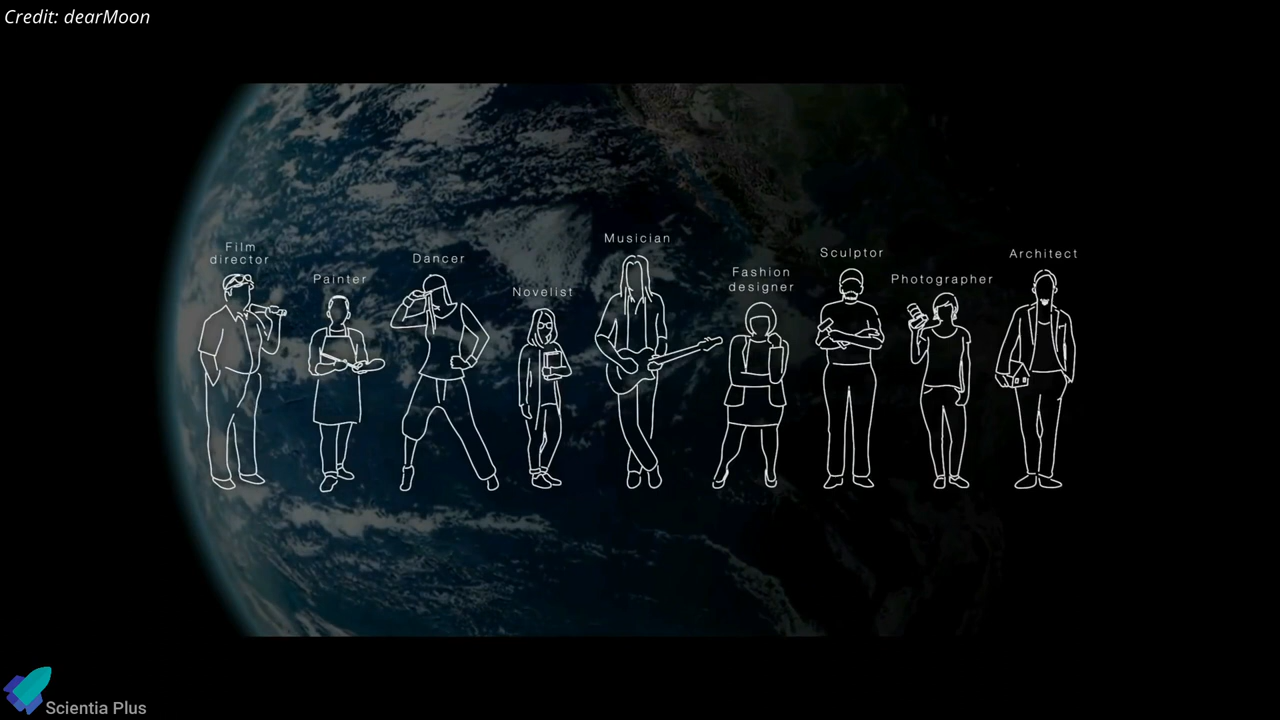 Credit: dearMoon
Film
director
Painter
Dancer
Novelist
Musician
Fashion
designer
Sculptor
Photographer
Architect
Scientia Plus